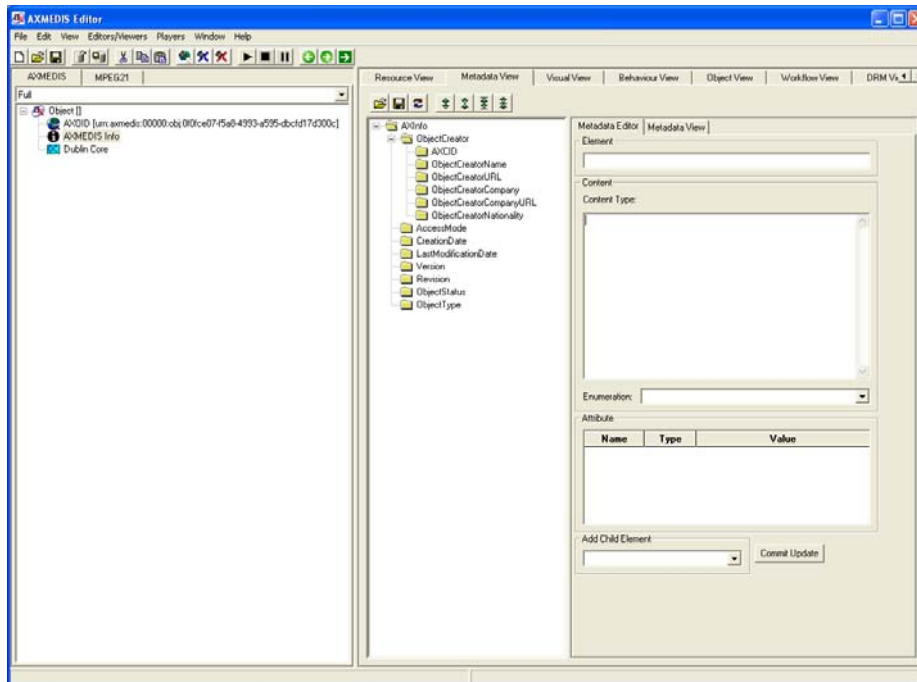 AXMEDIS Editor
File Edit View Editors/Viewers Players Window Help
AXMEDIS MPEG21
Full
Object []
AXOID [urn:axmedis:00000:obj:0f0fce07-f5a8-4993-a595-dbcfd17d300c]
AXMEDIS Info
Dublin Core
Resource View Metadata View Visual View Behaviour View Object View Workflow View DRM Vi
AXInfo
ObjectCreator
AXCID
ObjectCreatorName
ObjectCreatorURL
ObjectCreatorCompany
ObjectCreatorCompanyURL
ObjectCreatorNationality
AccessMode
CreationDate
LastModificationDate
Version
Revision
ObjectStatus
ObjectType
Metadata Editor Metadata View
Element
Content
Content Type:
Enumeration:
Attribute
Name Type Value
Add Child Element
Commit Update